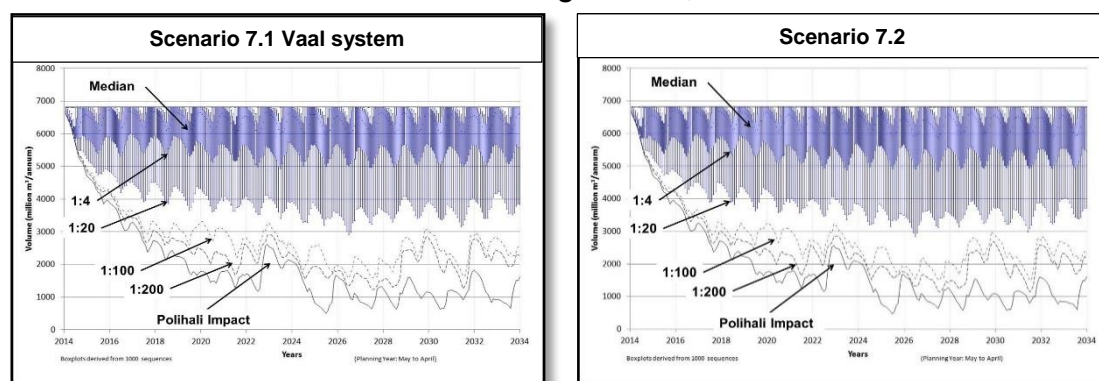 Scenario 7.1 Vaal system
8000
7000
6000
5000
4000
3000
2000
1000
0
Volume (million m³/annum)
Median
1:4
1:20
1:100
1:200
Polihali Impact
2014 2016 2018 2020 2022 2024 2026 2028 2030 2032 2034
Years
Boxplots derived from 1000 sequences
(Planning Year: May to April)
Scenario 7.2
8000
7000
6000
5000
4000
3000
2000
1000
0
Volume (million m³/annum)
Median
1:4
1:20
1:100
1:200
Polihali Impact
2014 2016 2018 2020 2022 2024 2026 2028 2030 2032 2034
Years
Boxplots derived from 1000 sequences
(Planning Year: May to April)